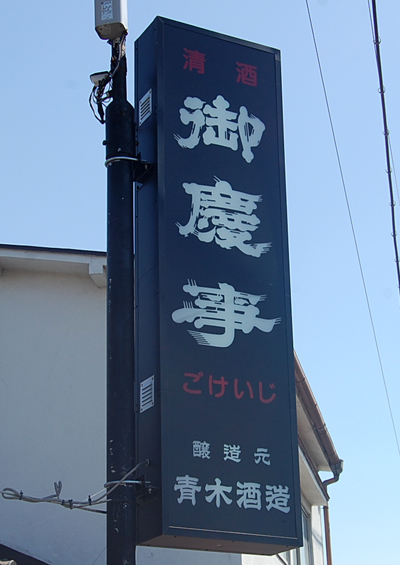 清酒
御慶事
ごけいじ
醸造元
青木酒造